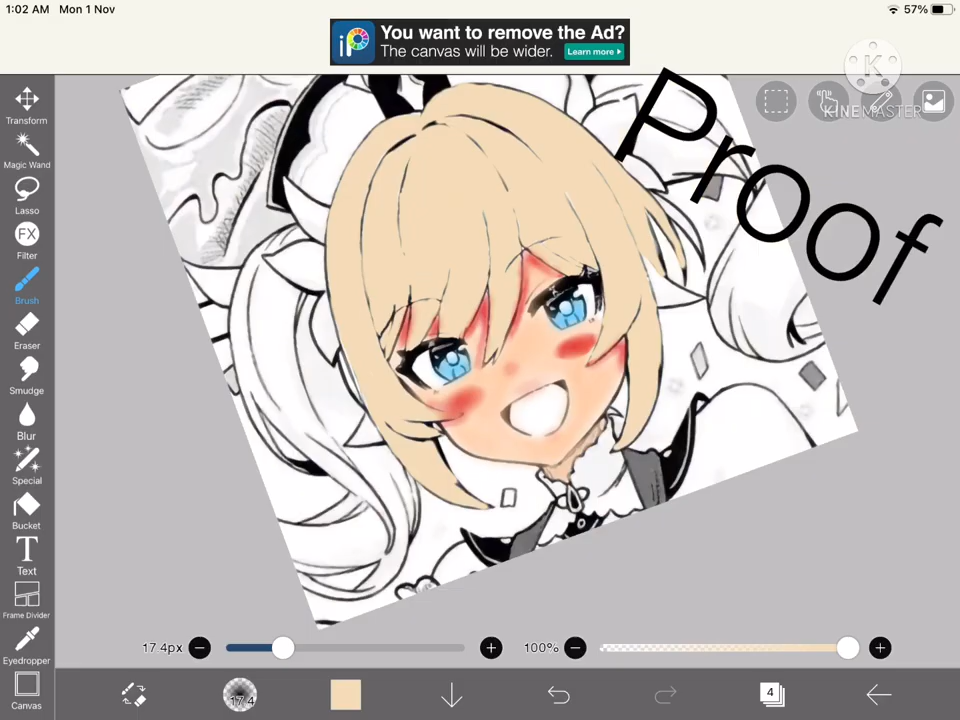 1:02 AM Mon 1 Nov
57%
You want to remove the Ad?
The canvas will be wider.
Learn more
iP
K
KINEMASTER
Proof
Transform
Magic Wand
Lasso
FX
Filter
Brush
Eraser
Smudge
Blur
Special
Bucket
T
Text
Frame Divider
Eyedropper
Canvas
17.4px
100%
17.4
4